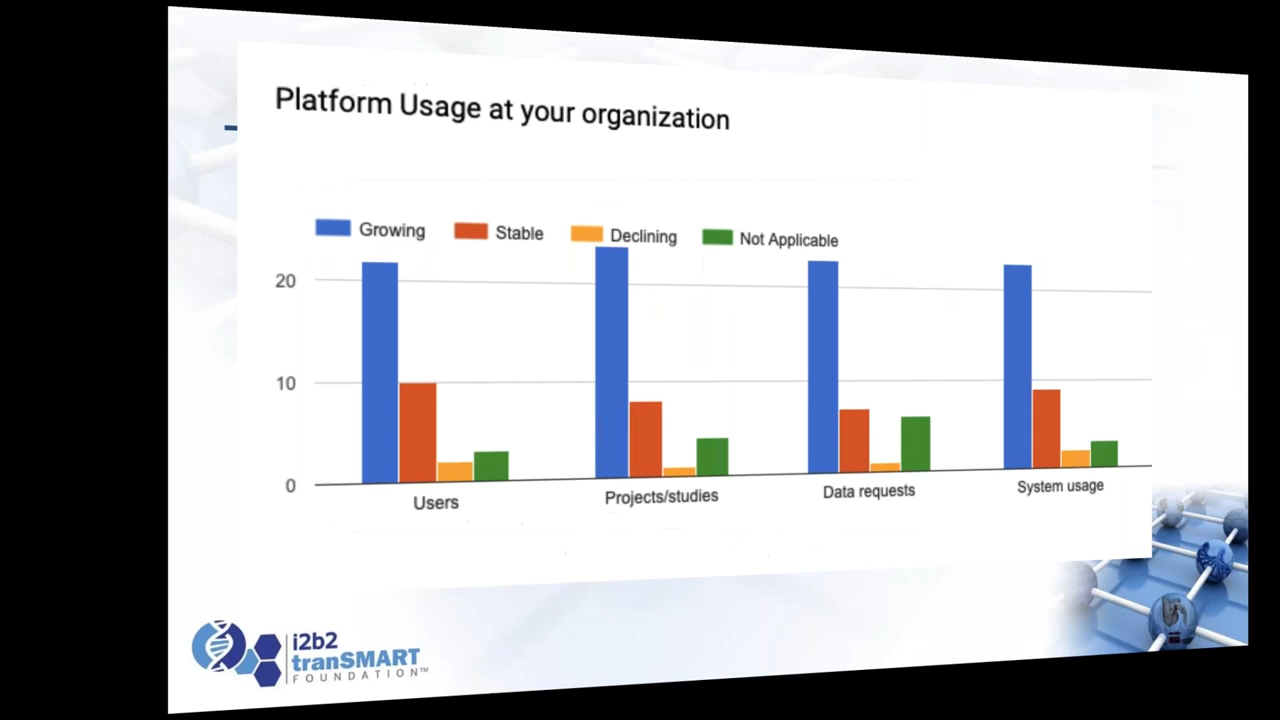 Platform Usage at your organization
Growing Stable Declining Not Applicable
20
10
0
Users Projects/studies Data requests System usage
i2b2
tranSMART
FOUNDATION™